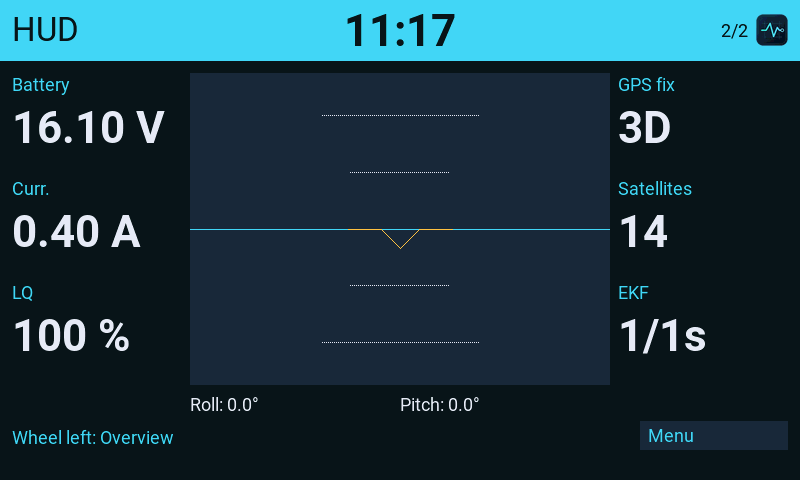 HUD
11:17
2/2
Battery
16.10 V
Curr.
0.40 A
LQ
100 %
GPS fix
3D
Satellites
14
EKF
1/1s
Roll: 0.0°
Pitch: 0.0°
Wheel left: Overview
Menu